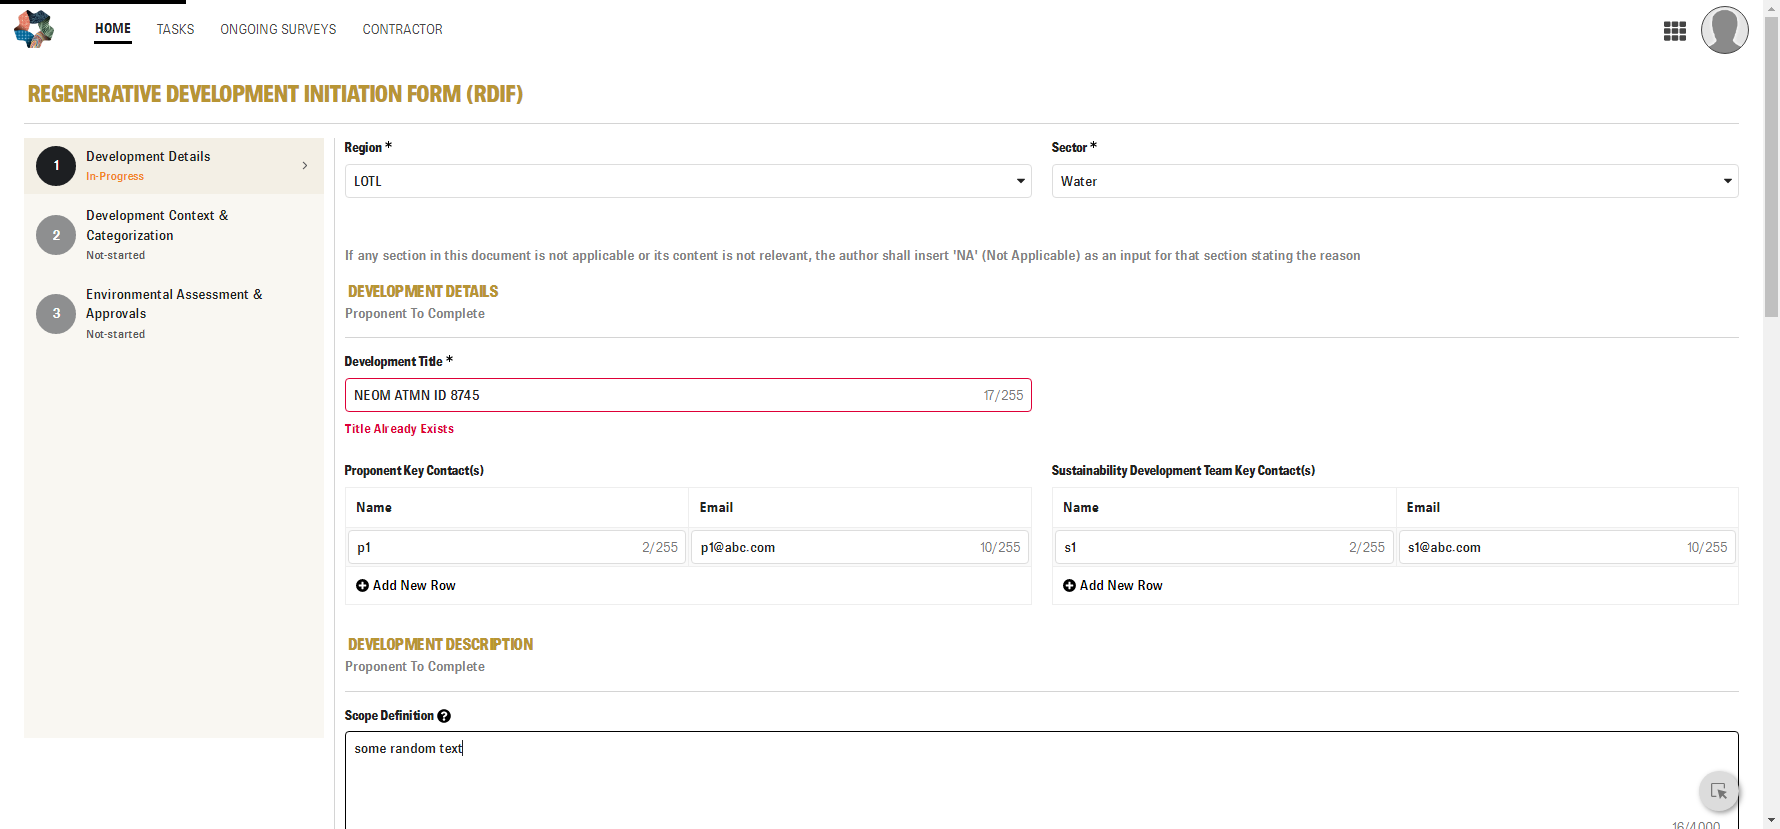 HOME TASKS ONGOING SURVEYS CONTRACTOR
REGENERATIVE DEVELOPMENT INITIATION FORM (RDIF)
1
Development Details
In-Progress
2
Development Context &
Categorization
Not-started
3
Environmental Assessment &
Approvals
Not-started
Region *
LOTL
Sector *
Water
If any section in this document is not applicable or its content is not relevant, the author shall insert 'NA' (Not Applicable) as an input for that section stating the reason
DEVELOPMENT DETAILS
Proponent To Complete
Development Title *
NEOM ATMN ID 8745 17/255
Title Already Exists
Proponent Key Contact(s)
Name Email
p1 2/255 p1@abc.com 10/255
Add New Row
Sustainability Development Team Key Contact(s)
Name Email
s1 2/255 s1@abc.com 10/255
Add New Row
DEVELOPMENT DESCRIPTION
Proponent To Complete
Scope Definition ?
some random text
16/4000